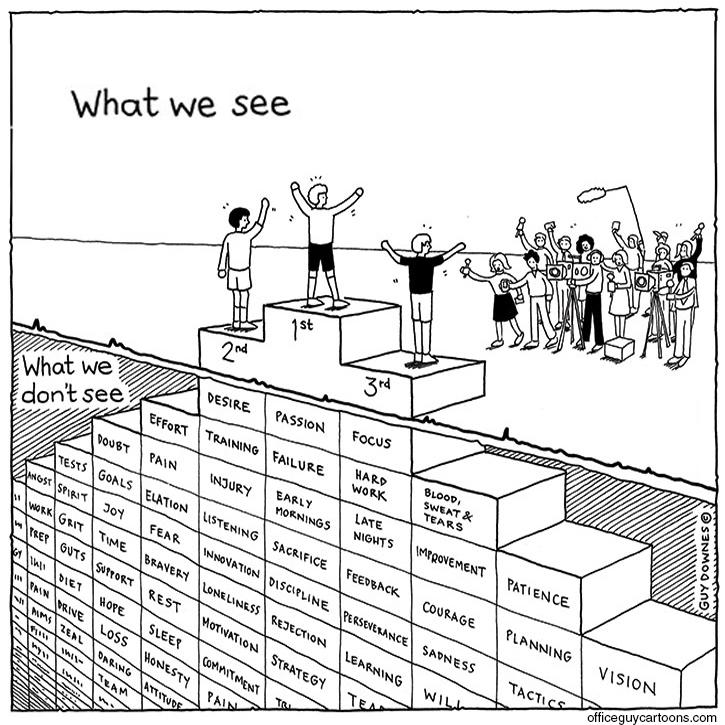 What we see
2nd
1st
3rd
What we
don't see
DESIRE
PASSION
FOCUS
EFFORT
TRAINING
FAILURE
HARD
WORK
BLOOD,
SWEAT &
TEARS
DOUBT
PAIN
INJURY
EARLY
MORNINGS
LATE
NIGHTS
IMPROVEMENT
PATIENCE
TESTS
GOALS
ELATION
LISTENING
SACRIFICE
FEEDBACK
COURAGE
PLANNING
VISION
ANGST
SPIRIT
JOY
FEAR
INNOVATION
DISCIPLINE
PERSEVERANCE
SADNESS
TACTICS
WORK
GRIT
TIME
BRAVERY
LONELINESS
REJECTION
LEARNING
WILL
PREP
GUTS
SUPPORT
REST
MOTIVATION
STRATEGY
DIET
HOPE
SLEEP
COMMITMENT
PAIN
DRIVE
LOSS
HONESTY
PAIN
AIMS
ZEAL
DARING
ATTITUDE
TEAM
GUY DOWNES ©
officeguycartoons.com